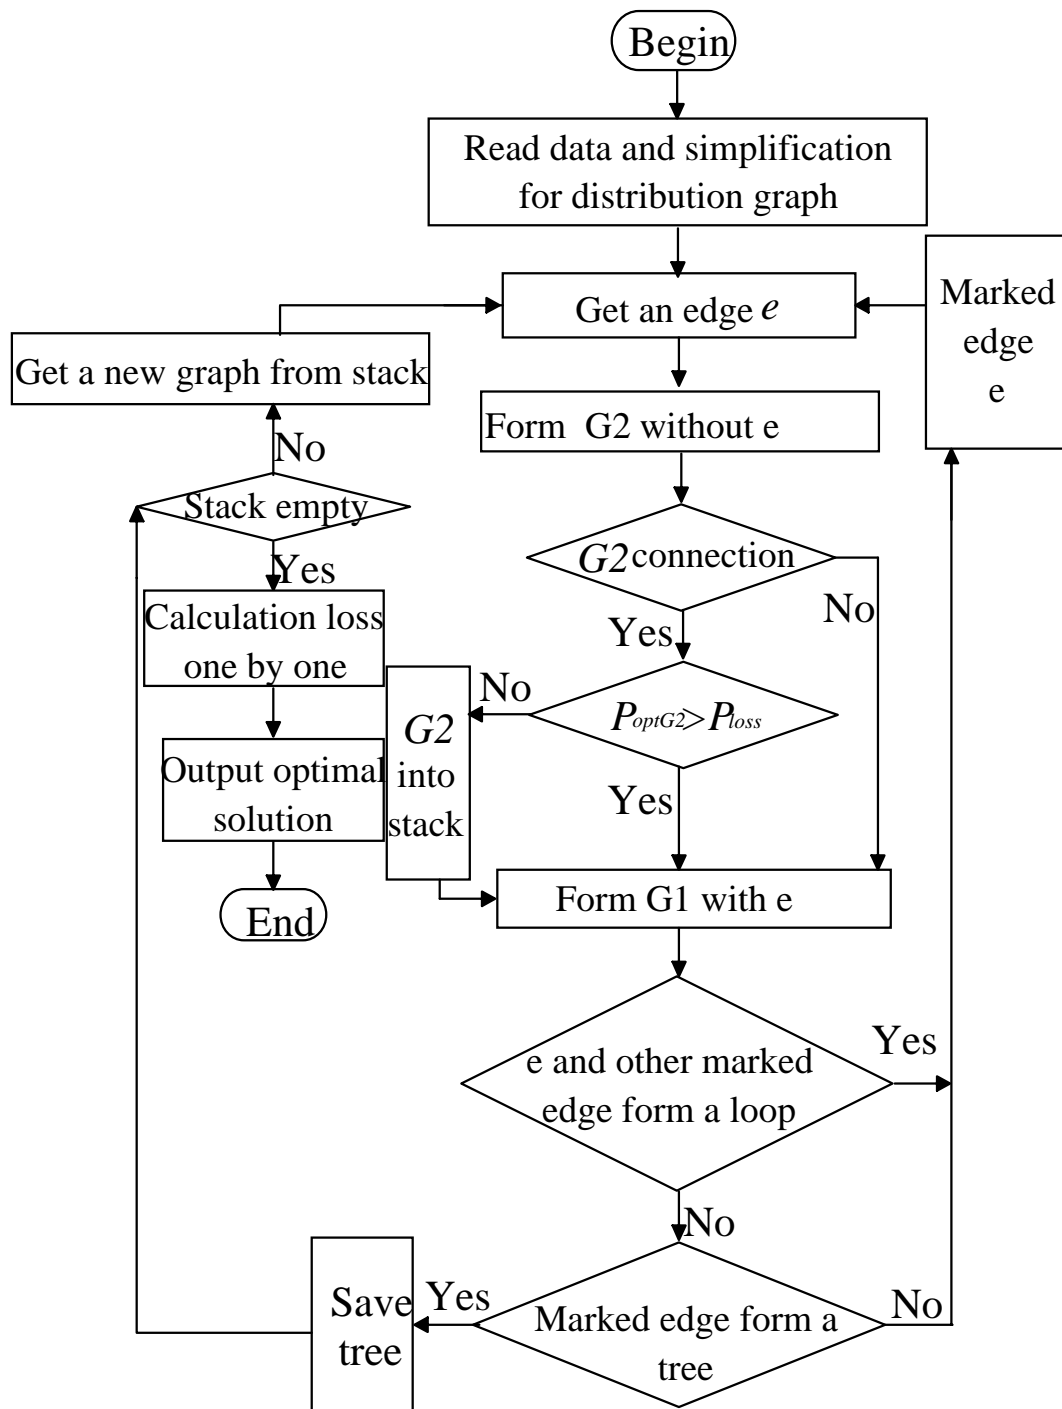 Begin
Read data and simplification
for distribution graph
Get an edge e
Marked
edge
e
Get a new graph from stack
Form G2 without e
No
Stack empty
G2 connection
Yes
No
Calculation loss
one by one
Yes
No
PoptG2>Ploss
G2
into
stack
Output optimal
solution
Yes
Form G1 with e
End
e and other marked
edge form a loop
Yes
No
Save
tree
Yes
Marked edge form a
tree
No